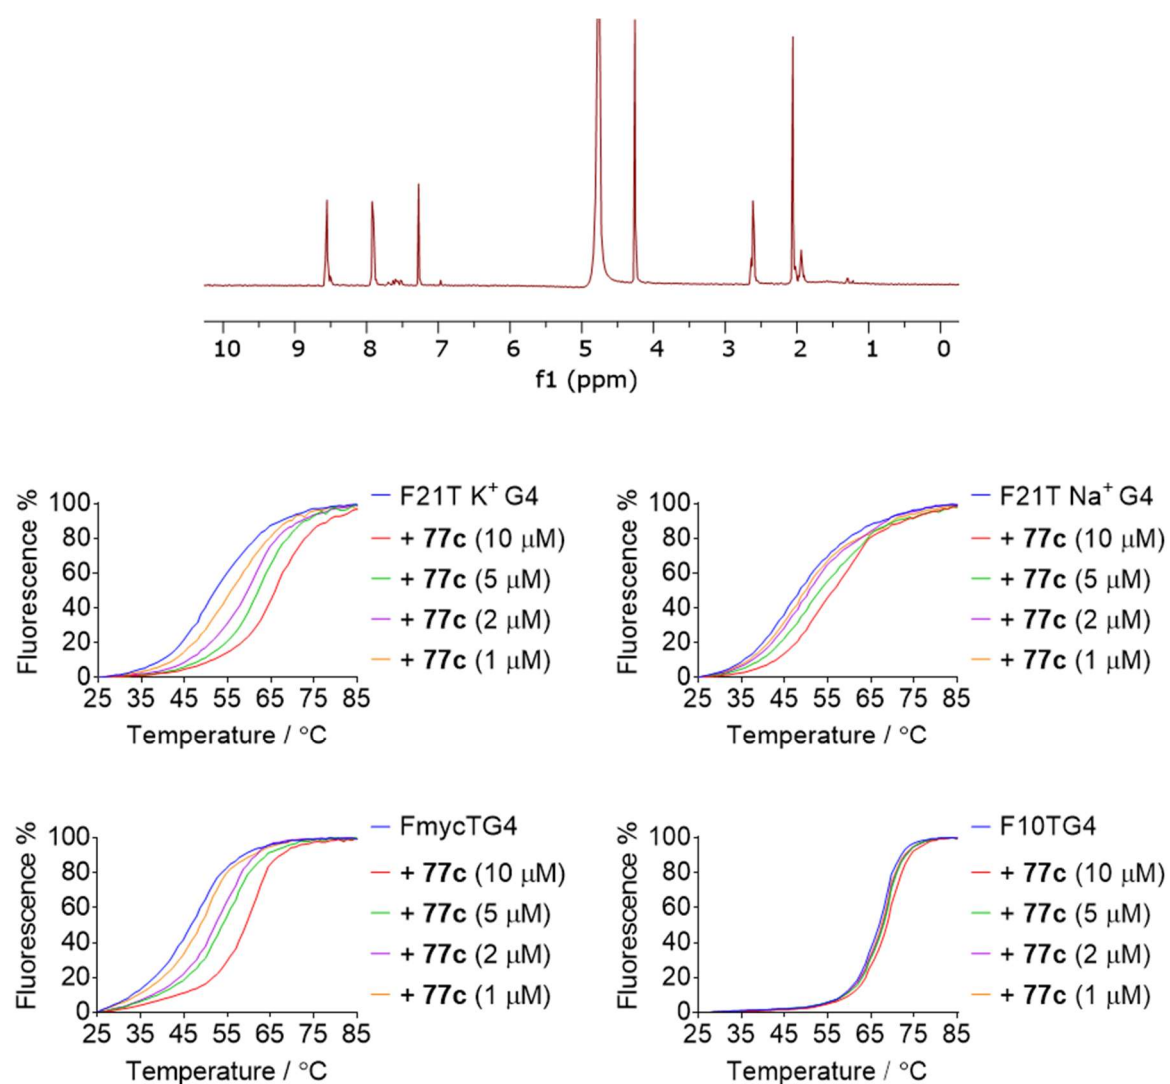 10 9 8 7 6 5 4 3 2 1 0
f1 (ppm)
Fluorescence %
100
80
60
40
20
0
25 35 45 55 65 75 85
Temperature / °C
F21T K⁺ G4
+ 77c (10 μM)
+ 77c (5 μM)
+ 77c (2 μM)
+ 77c (1 μM)
Fluorescence %
100
80
60
40
20
0
25 35 45 55 65 75 85
Temperature / °C
F21T Na⁺ G4
+ 77c (10 μM)
+ 77c (5 μM)
+ 77c (2 μM)
+ 77c (1 μM)
Fluorescence %
100
80
60
40
20
0
25 35 45 55 65 75 85
Temperature / °C
FmycTG4
+ 77c (10 μM)
+ 77c (5 μM)
+ 77c (2 μM)
+ 77c (1 μM)
Fluorescence %
100
80
60
40
20
0
25 35 45 55 65 75 85
Temperature / °C
F10TG4
+ 77c (10 μM)
+ 77c (5 μM)
+ 77c (2 μM)
+ 77c (1 μM)